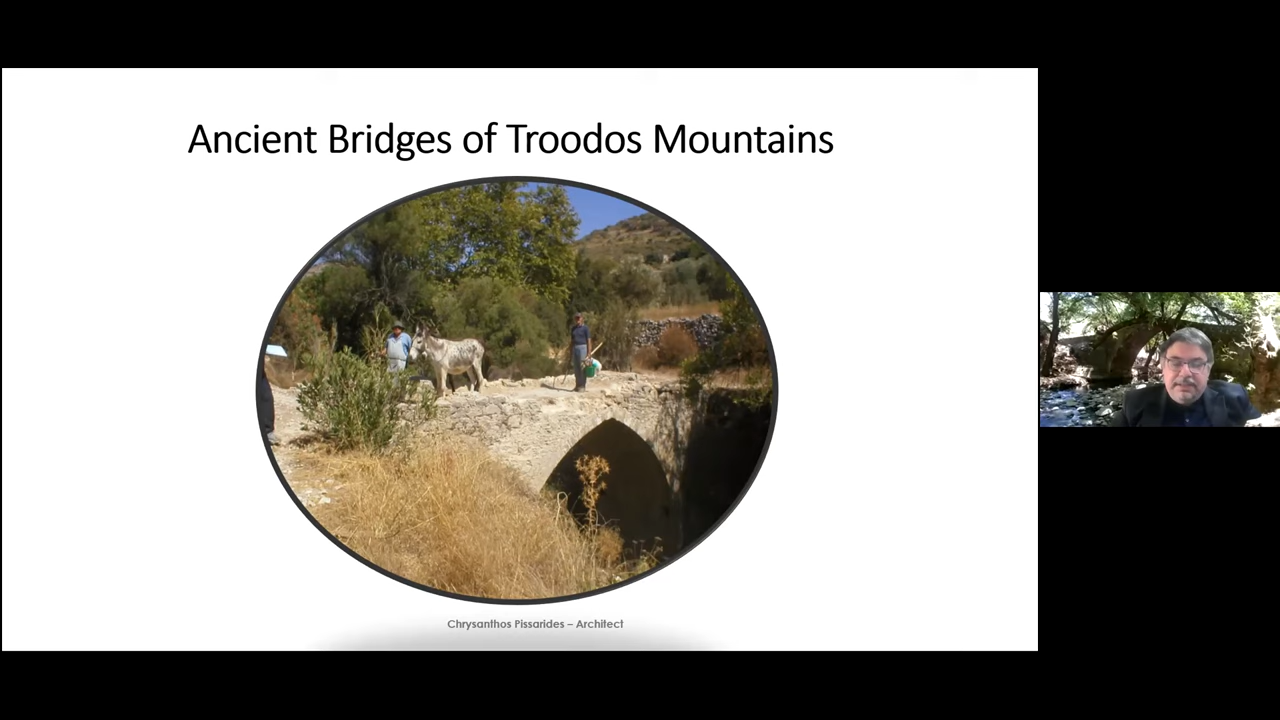 Ancient Bridges of Troodos Mountains
Chrysanthos Pissarides – Architect